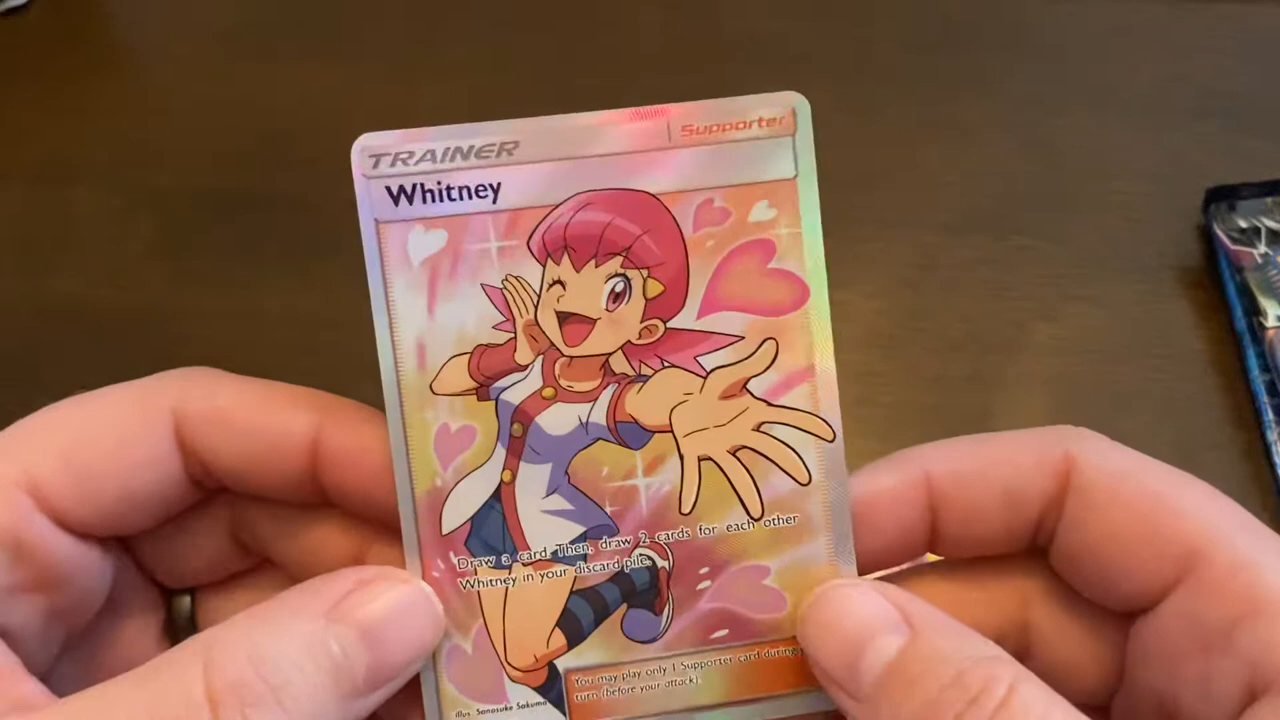 TRAINER
Supporter
Whitney
Draw a card. Then, draw 2 cards for each other
Whitney in your discard pile.
You may play only 1 Supporter card during
turn (before your attack).
illus. Sanosuke Sakuma